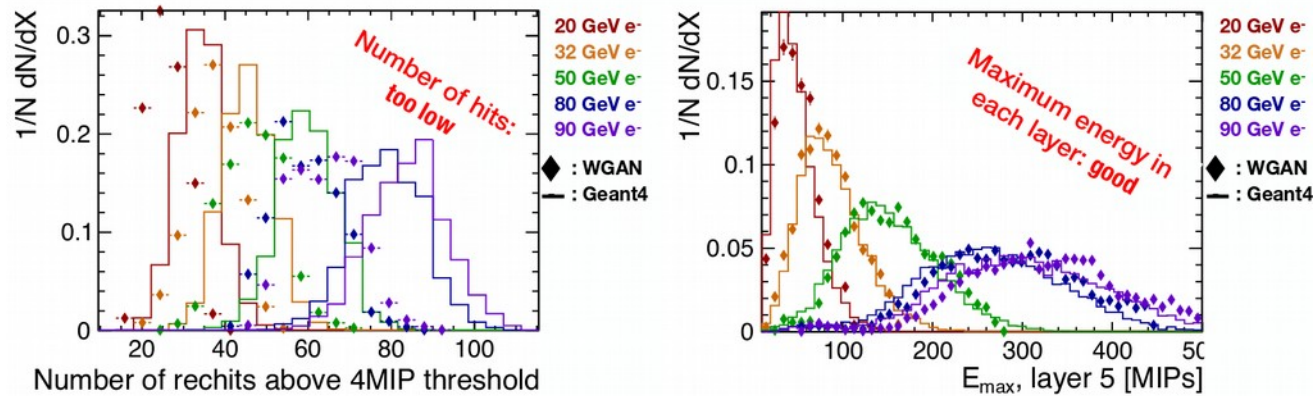 1/N dN/dX
0.3
0.2
0.1
0
20 40 60 80 100
Number of rechits above 4MIP threshold
Number of hits:
too low
20 GeV e-
32 GeV e-
50 GeV e-
80 GeV e-
90 GeV e-
: WGAN
: Geant4
1/N dN/dX
0.15
0.1
0.05
0
100 200 300 400 50
Emax, layer 5 [MIPs]
Maximum energy in
each layer: good
20 GeV e-
32 GeV e-
50 GeV e-
80 GeV e-
90 GeV e-
: WGAN
: Geant4